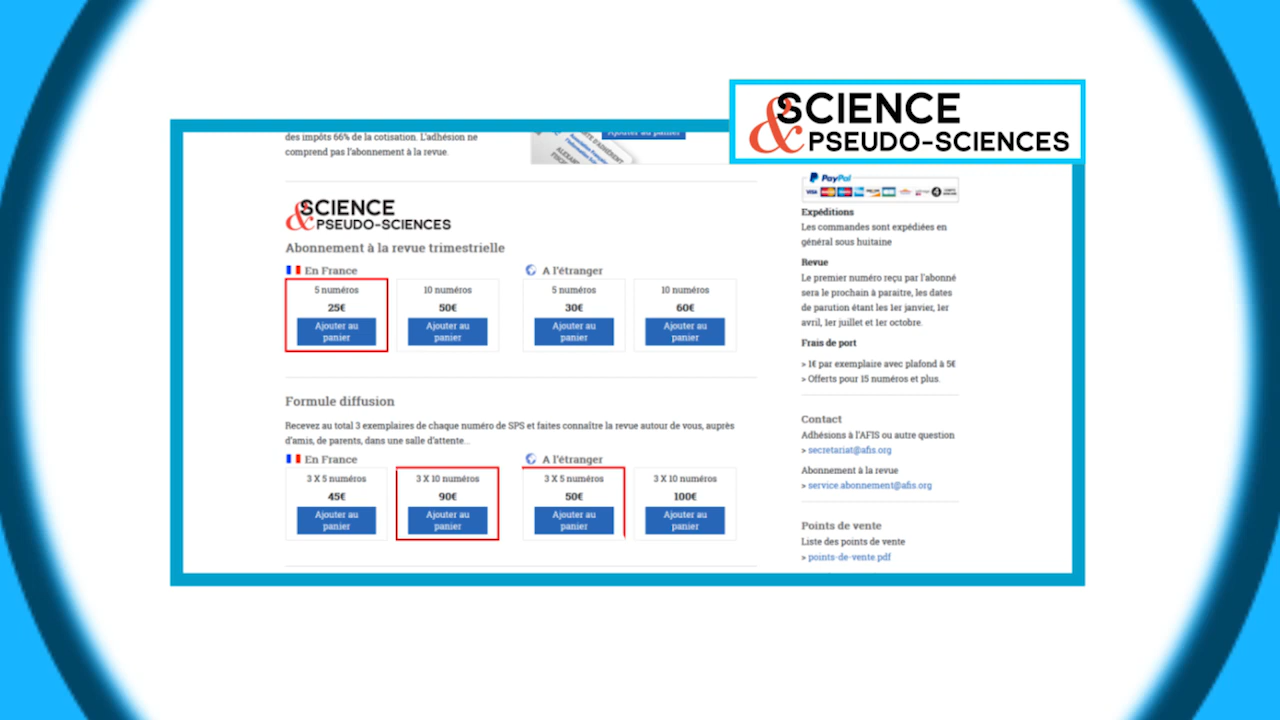 SCIENCE
& PSEUDO-SCIENCES
des impôts 66% de la cotisation. L'adhésion ne
comprend pas l'abonnement à la revue.
Ajouter au panier
SCIENCE
& PSEUDO-SCIENCES
Abonnement à la revue trimestrielle
En France
A l'étranger
5 numéros
10 numéros
5 numéros
10 numéros
25€
50€
30€
60€
Ajouter au
panier
Ajouter au
panier
Ajouter au
panier
Ajouter au
panier
Formule diffusion
Recevez au total 3 exemplaires de chaque numéro de SPS et faites connaître la revue autour de vous, auprès
d'amis, de parents, dans une salle d'attente...
En France
A l'étranger
3 X 5 numéros
3 X 10 numéros
3 X 5 numéros
3 X 10 numéros
45€
90€
50€
100€
Ajouter au
panier
Ajouter au
panier
Ajouter au
panier
Ajouter au
panier
PayPal
VISA
Expéditions
Les commandes sont expédiées en
général sous huitaine
Revue
Le premier numéro reçu par l'abonné
sera le prochain à paraitre, les dates
de parution étant les 1er janvier, 1er
avril, 1er juillet et 1er octobre.
Frais de port
> 1€ par exemplaire avec plafond à 5€
> Offerts pour 15 numéros et plus.
Contact
Adhésions à l'AFIS ou autre question
> secretariat@afis.org
Abonnement à la revue
> service.abonnement@afis.org
Points de vente
Liste des points de vente
> points-de-vente.pdf